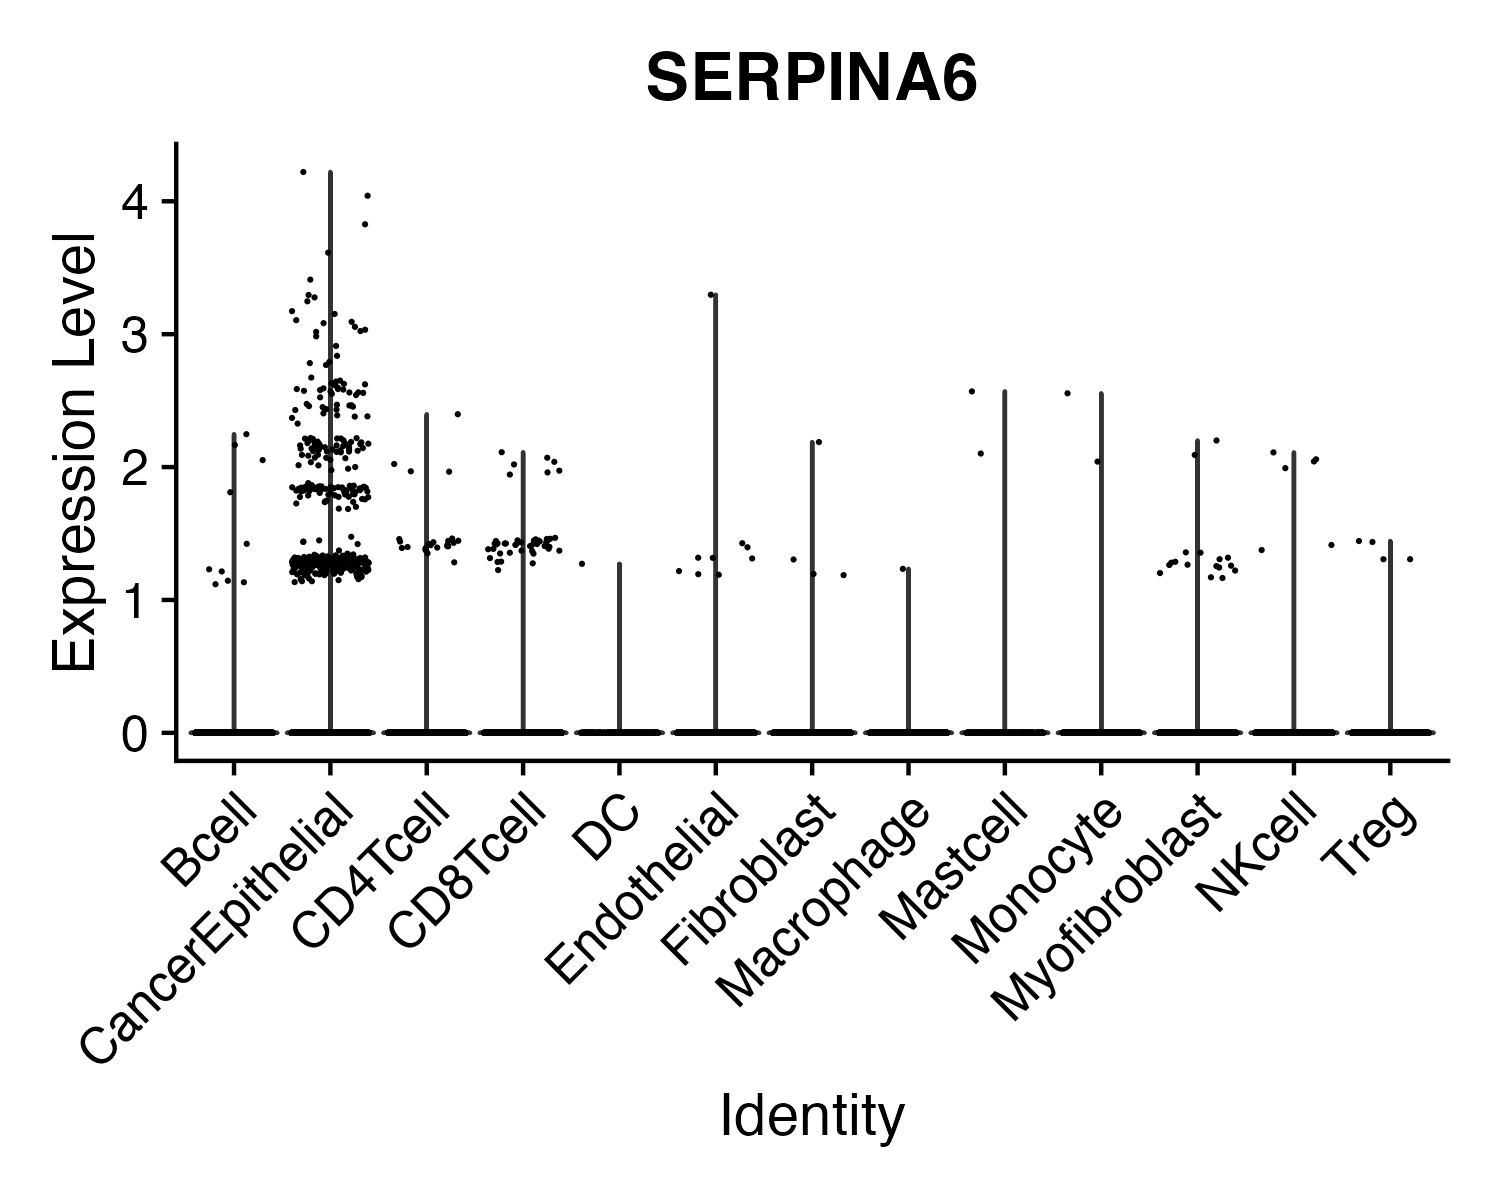 SERPINA6
Expression Level
4
3
2
1
0
Bcell
CancerEpithelial
CD4Tcell
CD8Tcell
DC
Endothelial
Fibroblast
Macrophage
Mastcell
Monocyte
Myofibroblast
NKcell
Treg
Identity